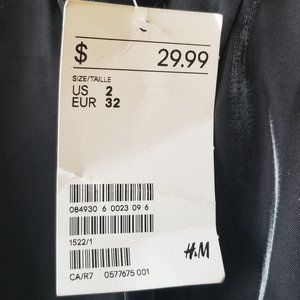 $ 29.99
SIZE/TAILLE
US 2
EUR 32
084930 6 0023 09 6
1522/1
H&M
CA/R7 0577675 001